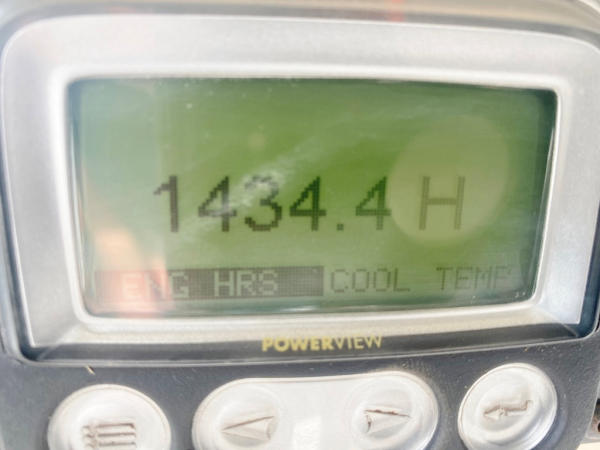 1434.4 H
ENG HRS COOL TEMP
POWERVIEW